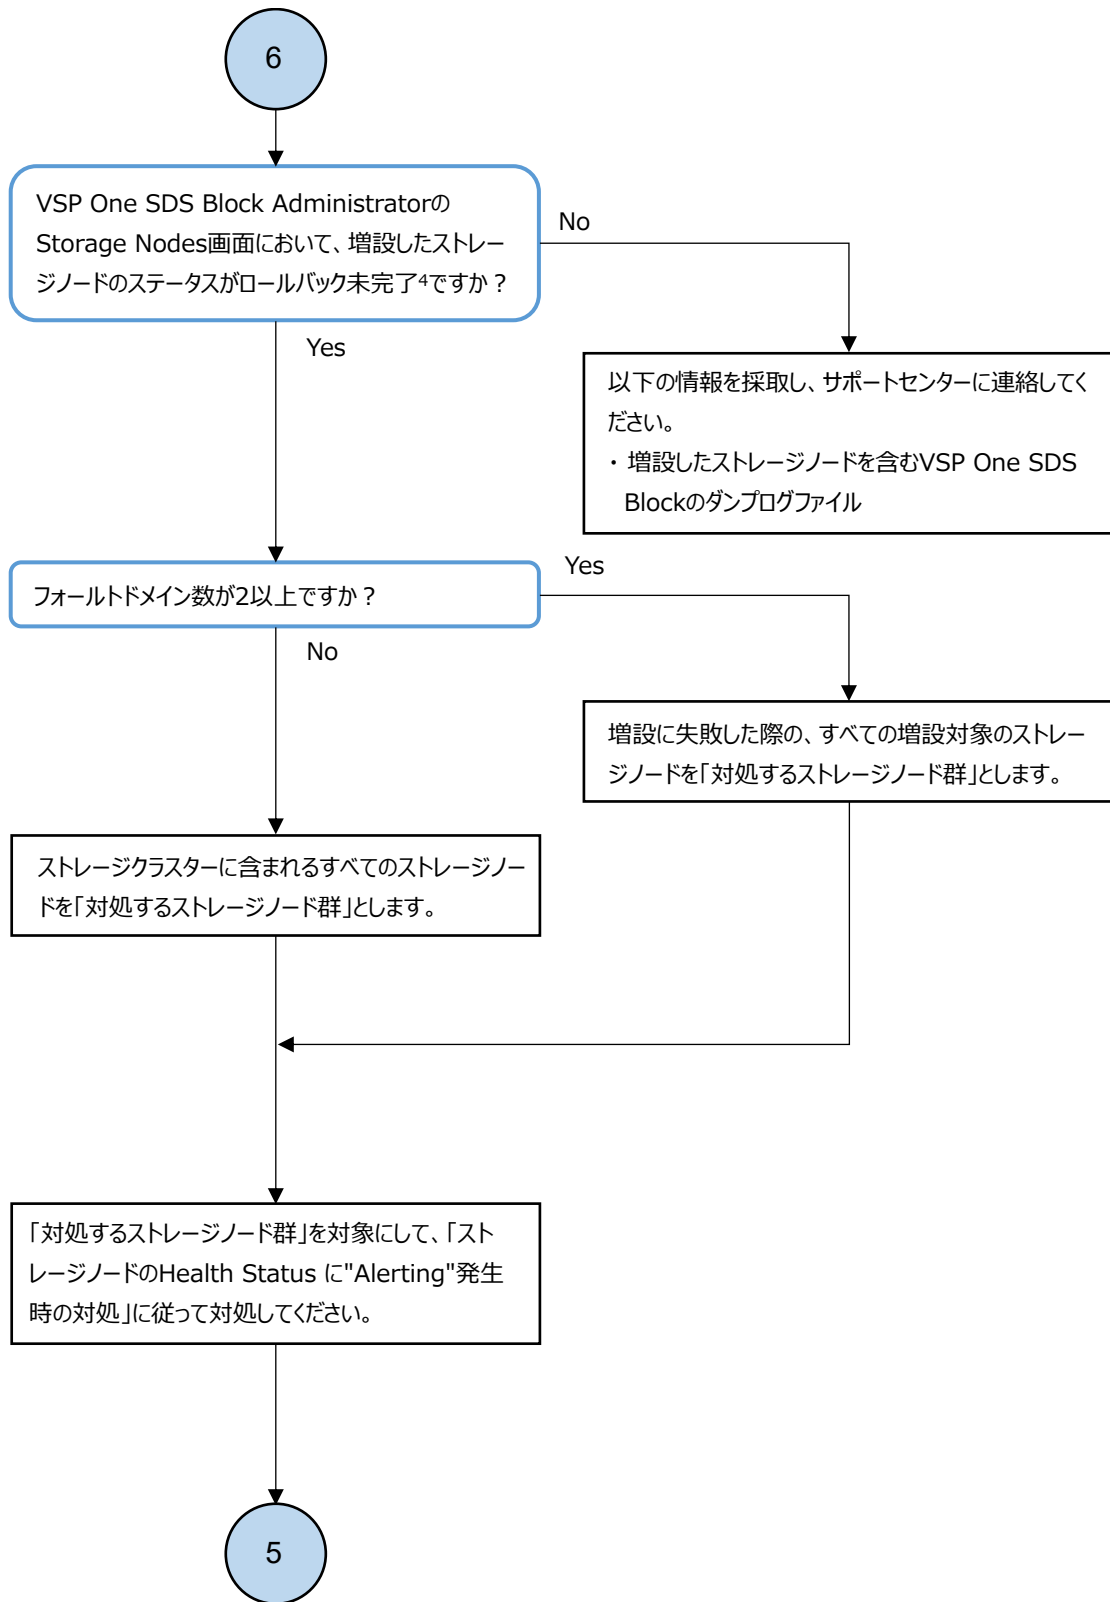 6
VSP One SDS Block Administratorの
Storage Nodes画面において、増設したストレー
ジノードのステータスがロールバック未完了4ですか？
No
Yes
以下の情報を採取し、サポートセンターに連絡してく
ださい。
・ 増設したストレージノードを含むVSP One SDS
Blockのダンプログファイル
フォールトドメイン数が2以上ですか？
Yes
No
増設に失敗した際の、すべての増設対象のストレー
ジノードを「対処するストレージノード群」とします。
ストレージクラスターに含まれるすべてのストレージノー
ドを「対処するストレージノード群」とします。
「対処するストレージノード群」を対象にして、「スト
レージノードのHealth Status に"Alerting"発生
時の対処」に従って対処してください。
5